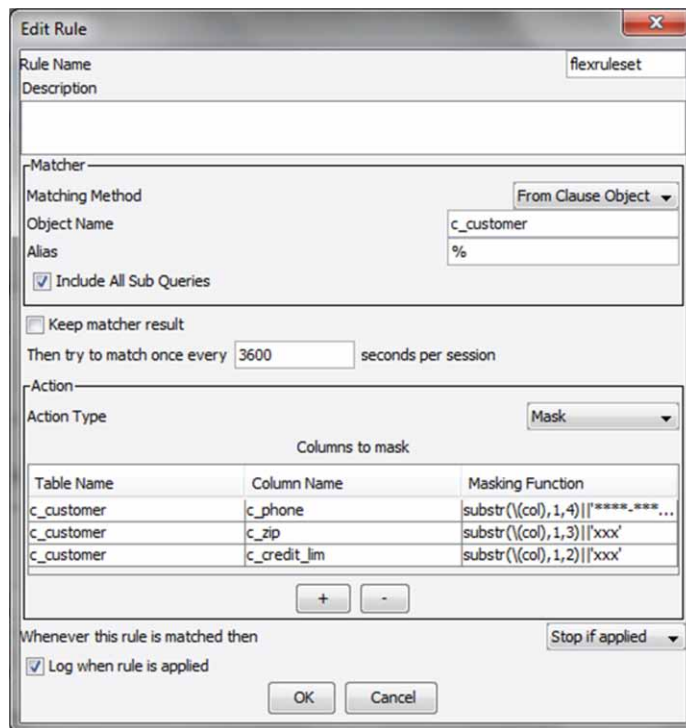 Edit Rule
Rule Name flexruleset
Description
Matcher
Matching Method From Clause Object
Object Name c_customer
Alias %
Include All Sub Queries
Keep matcher result
Then try to match once every 3600 seconds per session
Action
Action Type Mask
Columns to mask
Table Name Column Name Masking Function
c_customer c_phone substr(\(col),1,4)||'****-***...
c_customer c_zip substr(\(col),1,3)||'xxx'
c_customer c_credit_lim substr(\(col),1,2)||'xxx'
+ -
Whenever this rule is matched then Stop if applied
Log when rule is applied
OK Cancel